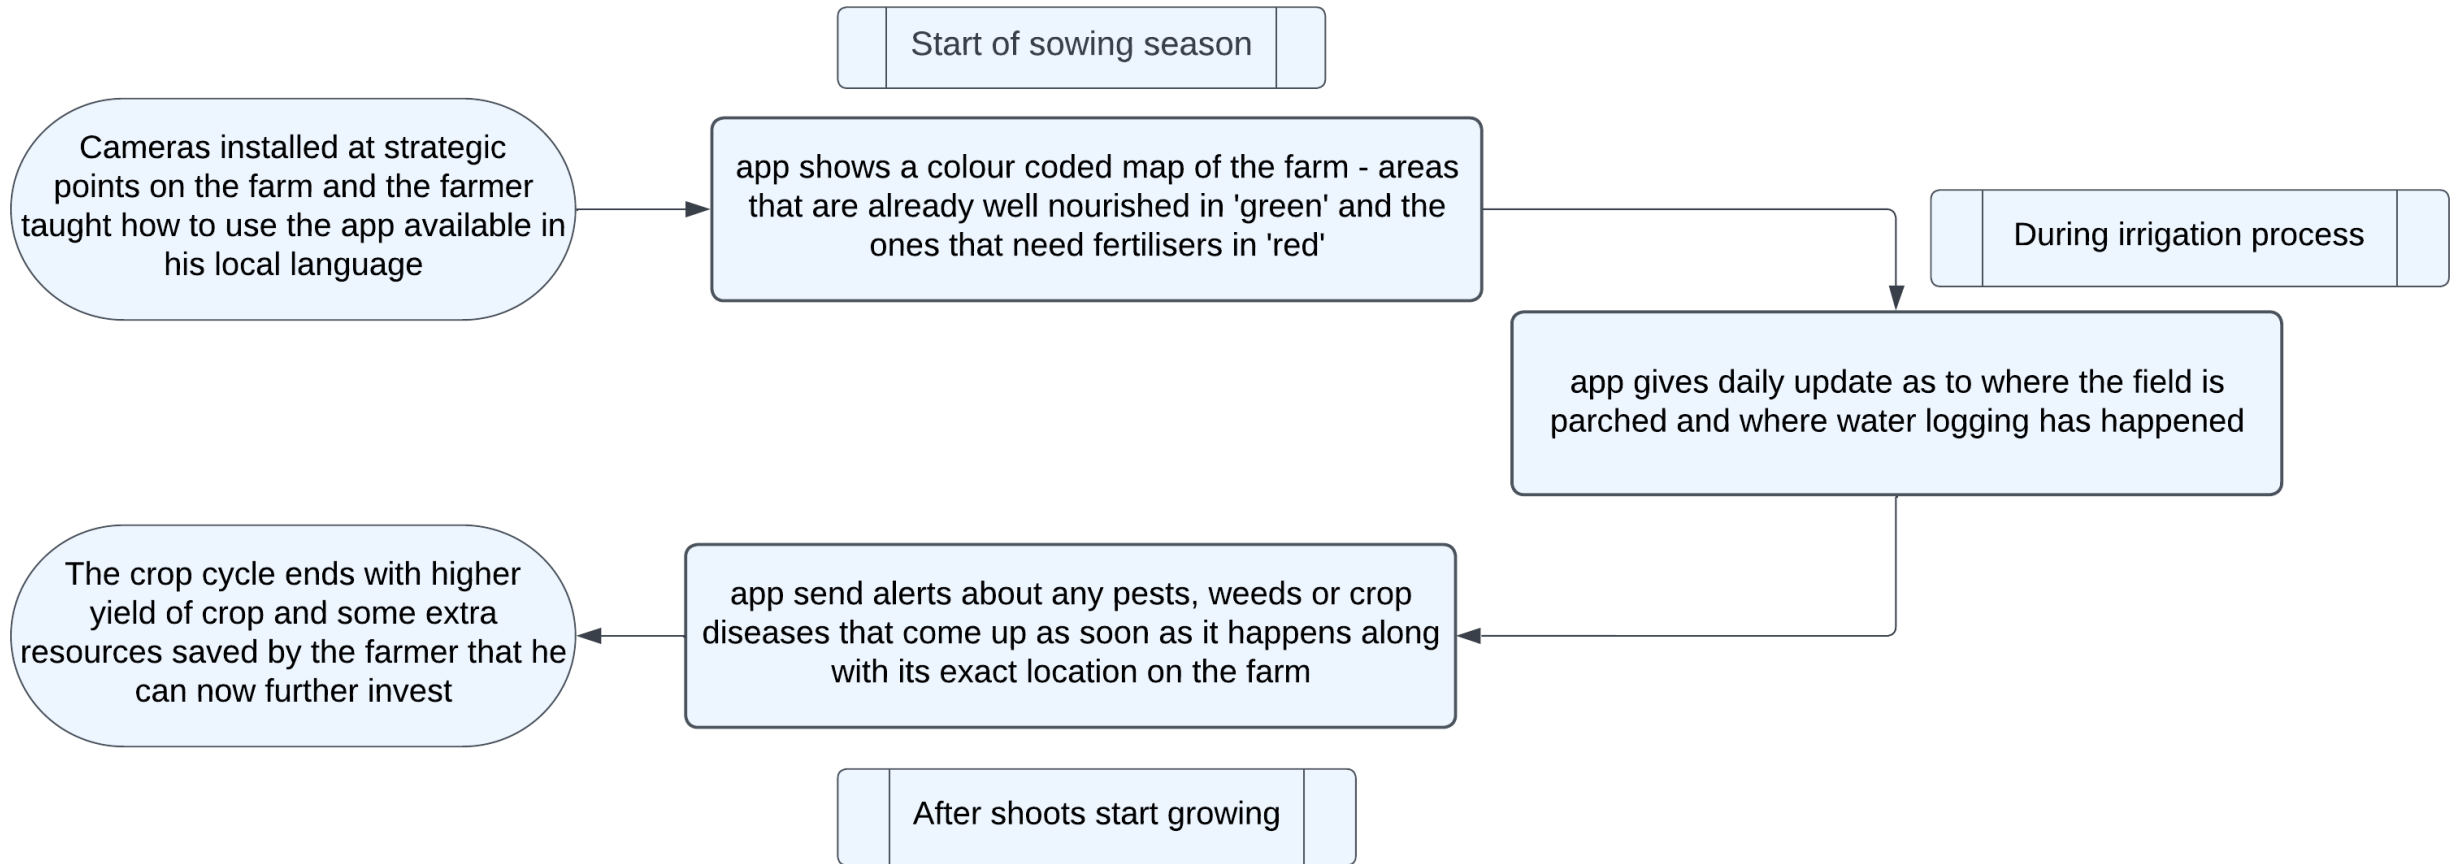 Start of sowing season
Cameras installed at strategic
points on the farm and the farmer
taught how to use the app available in
his local language
app shows a colour coded map of the farm - areas
that are already well nourished in 'green' and the
ones that need fertilisers in 'red'
During irrigation process
app gives daily update as to where the field is
parched and where water logging has happened
app send alerts about any pests, weeds or crop
diseases that come up as soon as it happens along
with its exact location on the farm
After shoots start growing
The crop cycle ends with higher
yield of crop and some extra
resources saved by the farmer that he
can now further invest